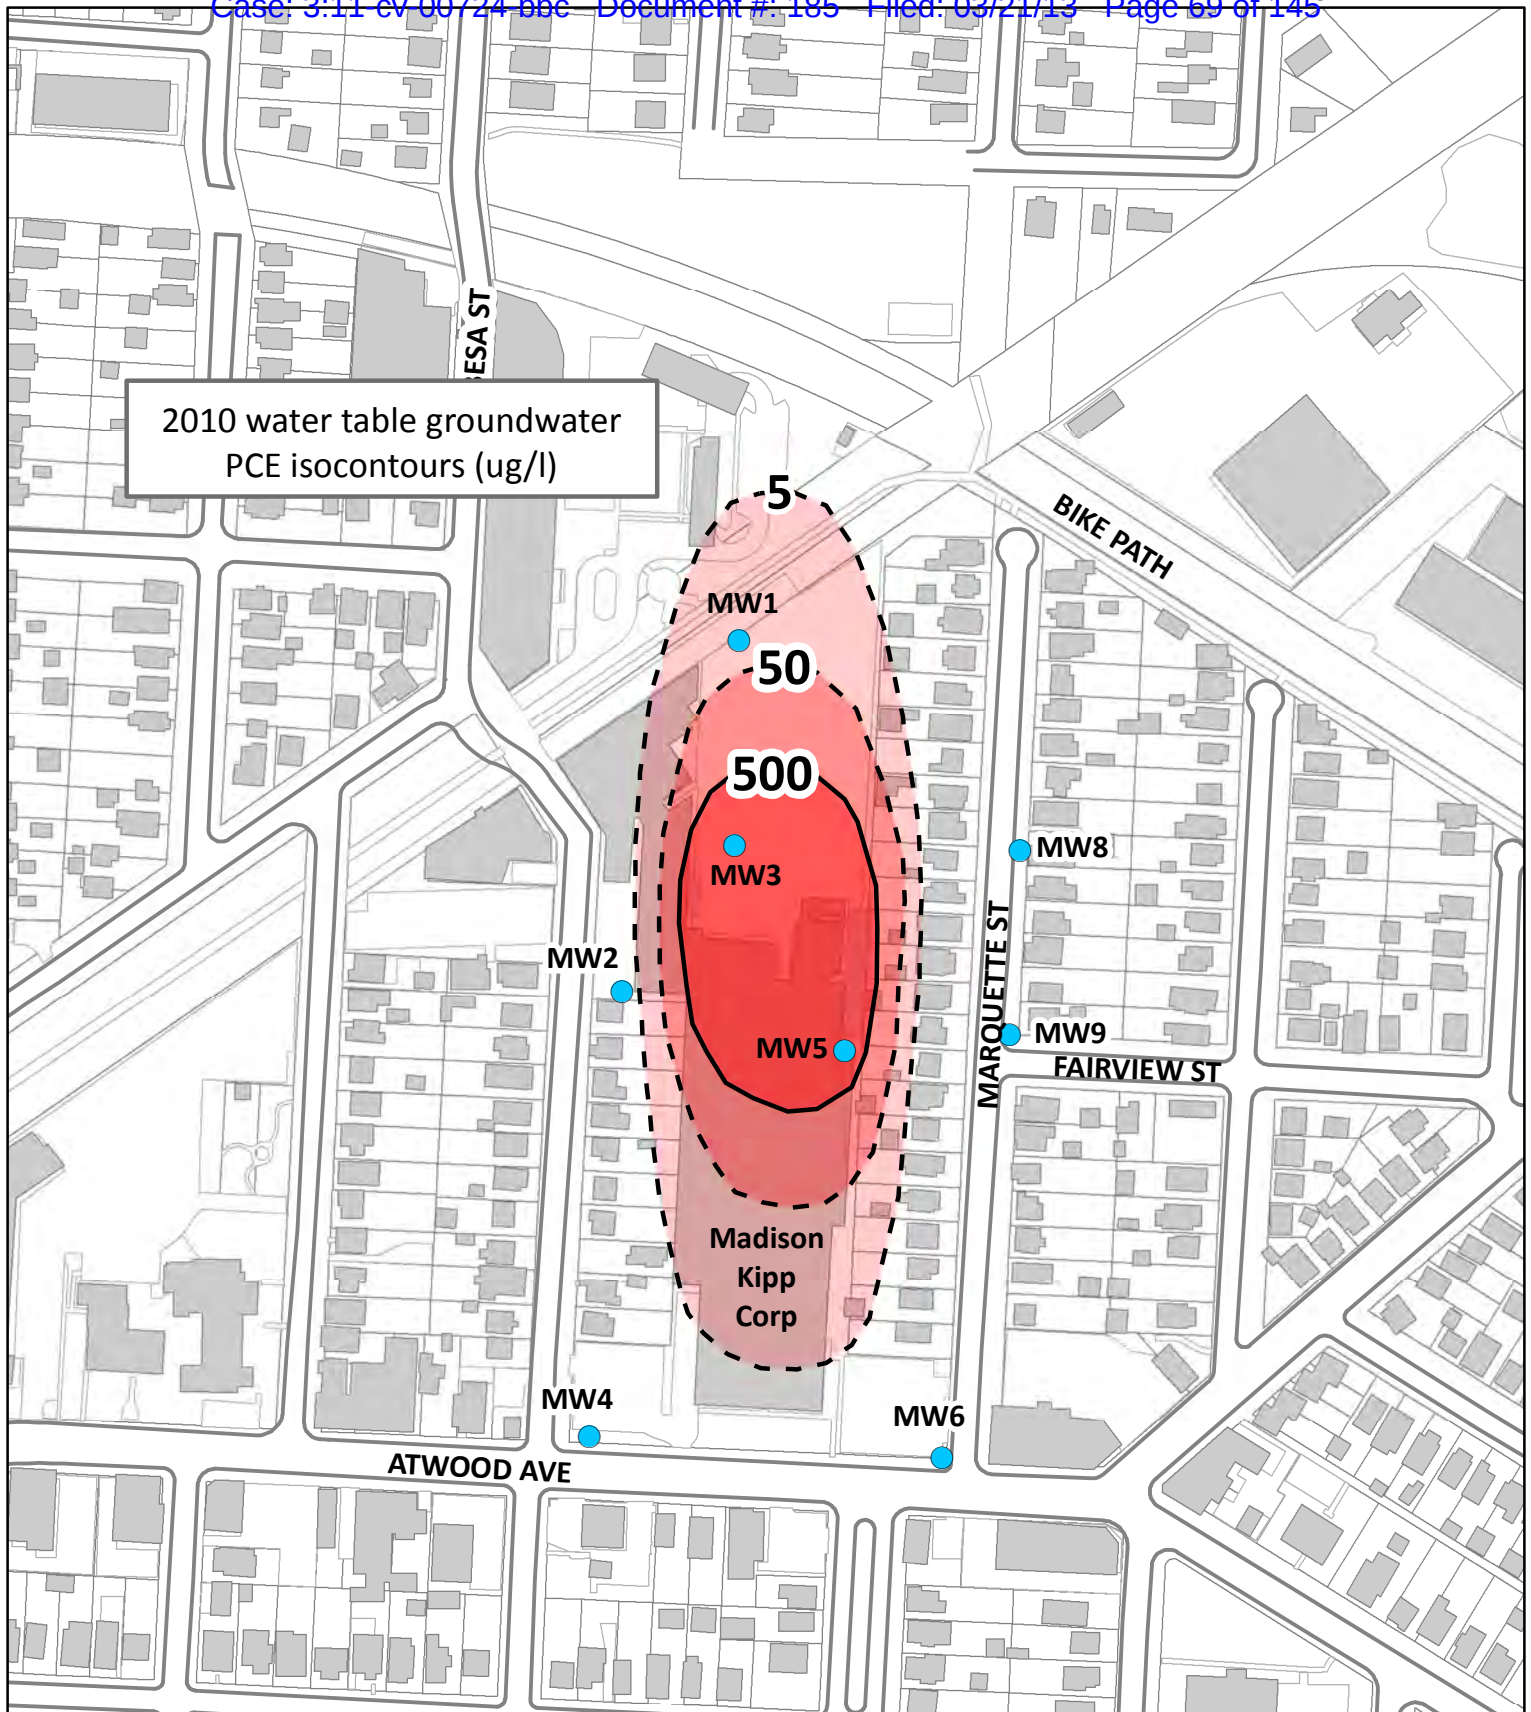 Case: 3:11-cv-00724-bbc Document #: 185 Filed: 03/21/13 Page 69 of 145
BESA ST
2010 water table groundwater
PCE isocontours (ug/l)
5
BIKE PATH
MW1
50
500
MW3
MW8
MW2
MARQUETTE ST
MW5
MW9
FAIRVIEW ST
Madison
Kipp
Corp
MW4
MW6
ATWOOD AVE